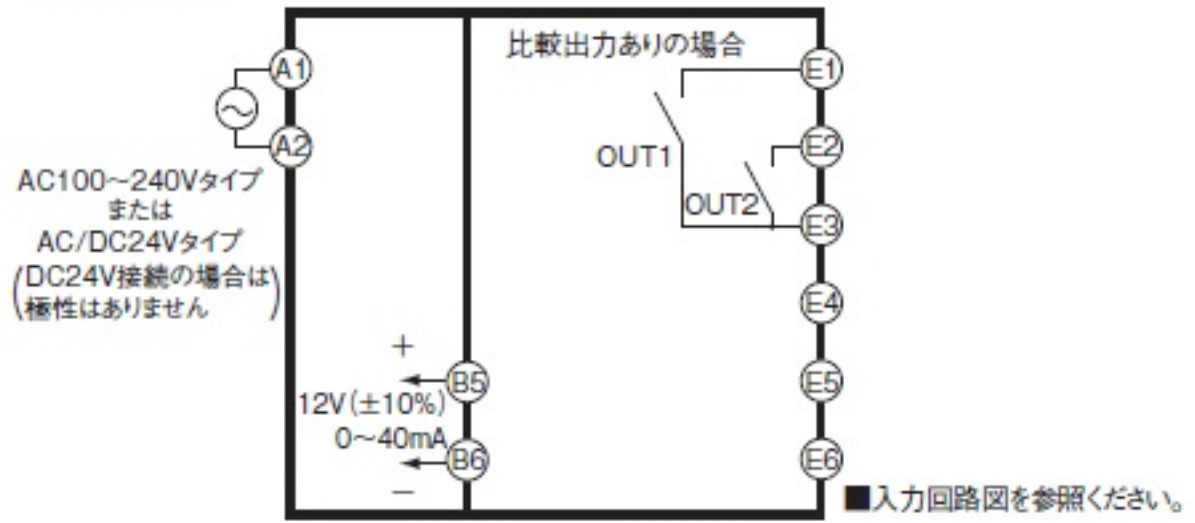 比較出力ありの場合
A1
E1
A2
E2
OUT1
AC100～240Vタイプ
または
AC/DC24Vタイプ
(DC24V接続の場合は
極性はありません)
OUT2
E3
E4
+
B5
E5
12V(±10%)
0～40mA
B6
E6
−
■入力回路図を参照ください。